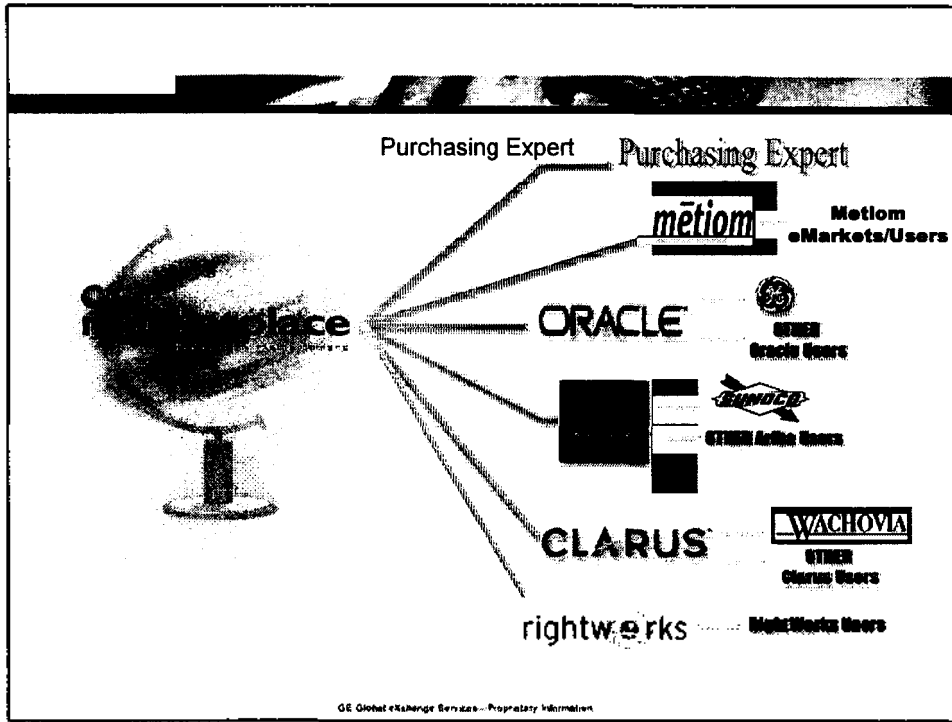 Purchasing Expert
Purchasing Expert
mētiom
Metiom
eMarkets/Users
ORACLE
OTHER
Oracle Users
SUNOCO
OTHER Ariba Users
CLARUS
WACHOVIA
OTHER
Clarus Users
rightworks
RightWorks Users
GE Global eXchange Services - Proprietary Information